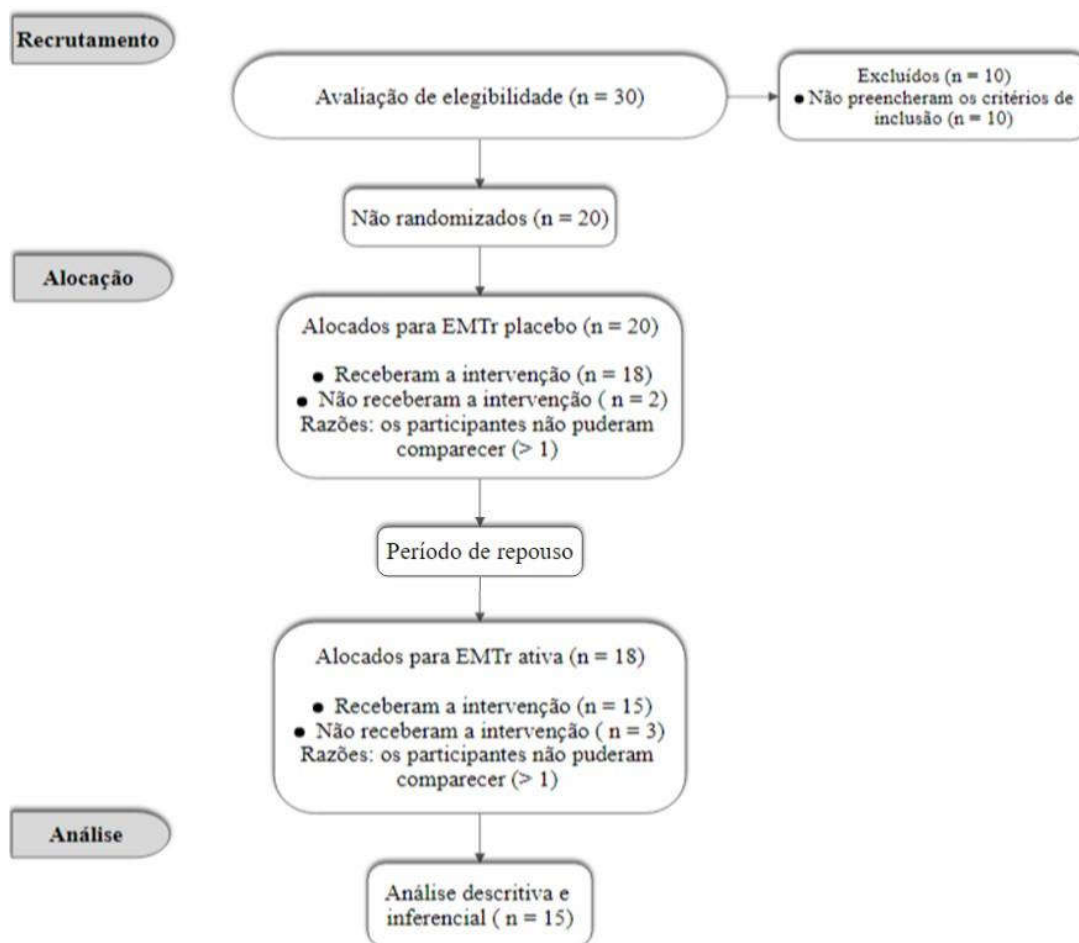 Recrutamento
Avaliação de elegibilidade (n = 30)
Excluídos (n = 10)
● Não preencheram os critérios de
inclusão (n = 10)
Não randomizados (n = 20)
Alocação
Alocados para EMTr placebo (n = 20)
● Receberam a intervenção (n = 18)
● Não receberam a intervenção ( n = 2)
Razões: os participantes não puderam
comparecer (> 1)
Período de repouso
Alocados para EMTr ativa (n = 18)
● Receberam a intervenção (n = 15)
● Não receberam a intervenção ( n = 3)
Razões: os participantes não puderam
comparecer (> 1)
Análise
Análise descritiva e
inferencial ( n = 15)